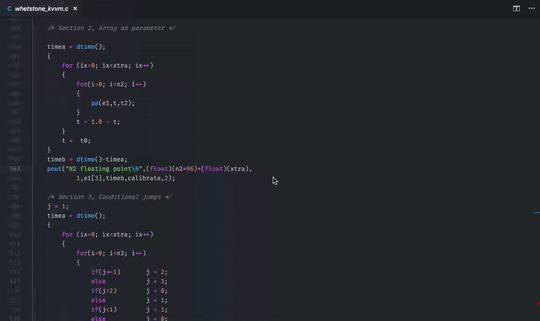 whetstone_kvvm.c
/* Section 2, Array as parameter */
timea = dtime();
{
for (ix=0; ix<xtra; ix++)
{
for(i=0; i<n2; i++)
{
pa(e1,t,t2);
}
t = 1.0 - t;
}
t = t0;
}
timeb = dtime()-timea;
pout("N2 floating point\0",(float)(n2*96)*(float)(xtra),
1,e1[3],timeb,calibrate,2);
/* Section 3, Conditional jumps */
j = 1;
timea = dtime();
{
for (ix=0; ix<xtra; ix++)
{
for(i=0; i<n3; i++)
{
if(j==1) j = 2;
else j = 3;
if(j>2) j = 0;
else j = 1;
if(j<1) j = 1;
else j = 0;